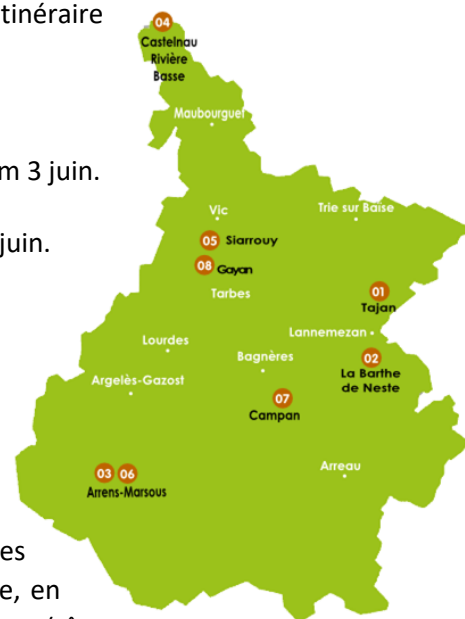 tinéraire
04
Castelnau
Rivière
Basse
Maubourguet
m 3 juin.
Vic
Trie sur Baïse
05 Siarrouy
juin.
08 Gayan
Tarbes
01
Tajan
Lannemezan
Lourdes
02
Bagnères
La Barthe
de Neste
Argelès-Gazost
07
Campan
Arreau
03 06
Arrens-Marsous
es
e, en